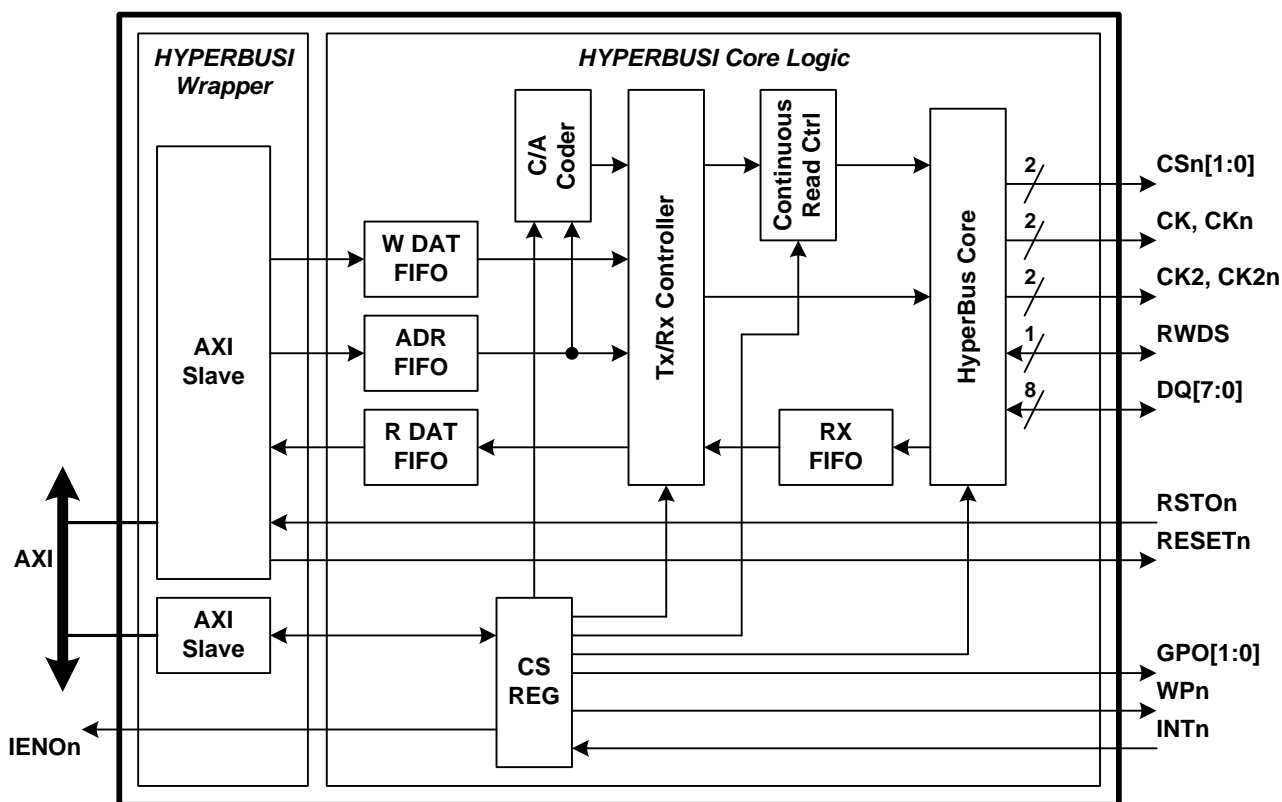 HYPERBUSI
Wrapper
HYPERBUSI Core Logic
C/A
Coder
Continuous
Read Ctrl
Tx/Rx Controller
HyperBus Core
W DAT
FIFO
ADR
FIFO
R DAT
FIFO
RX
FIFO
AXI
Slave
AXI
Slave
CS
REG
AXI
IENOn
2
CSn[1:0]
2
CK, CKn
2
CK2, CK2n
1
RWDS
8
DQ[7:0]
RSTOn
RESETn
GPO[1:0]
WPn
INTn